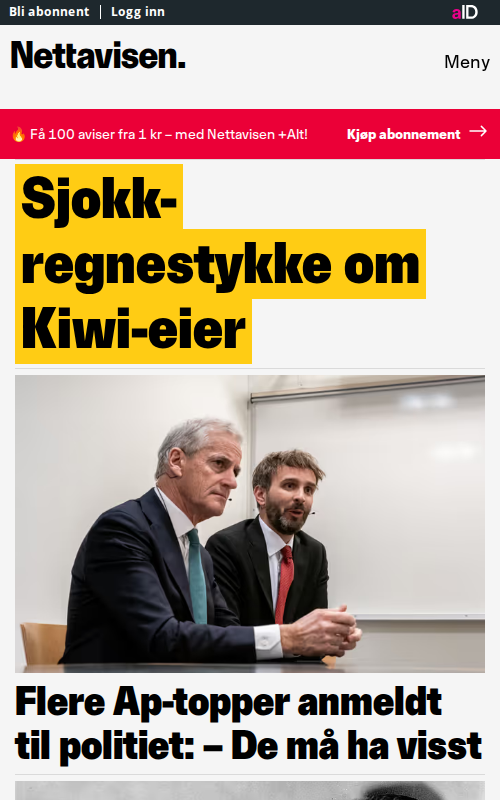 Bli abonnent | Logg inn
aID
Nettavisen.
Meny
🔥 Få 100 aviser fra 1 kr – med Nettavisen +Alt!
Kjøp abonnement →
Sjokk-
regnestykke om
Kiwi-eier
Flere Ap-topper anmeldt
til politiet: – De må ha visst